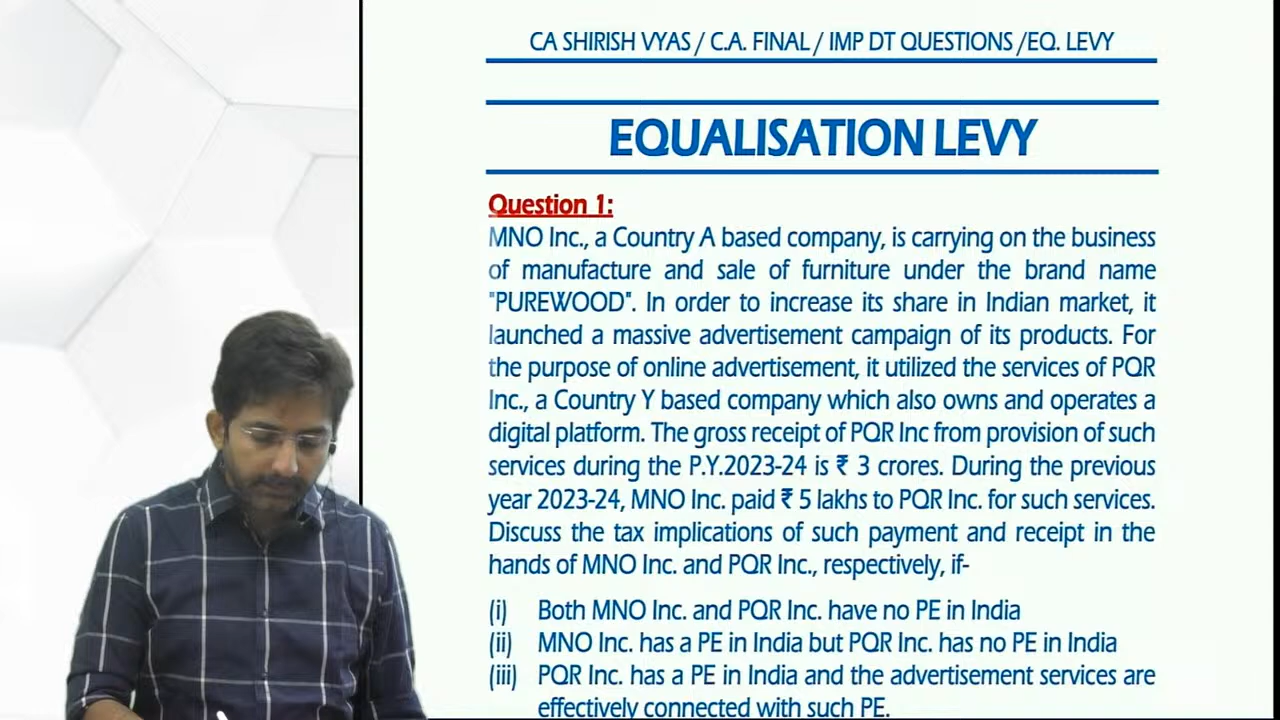 CA SHIRISH VYAS / C.A. FINAL / IMP DT QUESTIONS /EQ. LEVY
EQUALISATION LEVY
Question 1:
MNO Inc., a Country A based company, is carrying on the business
of manufacture and sale of furniture under the brand name
"PUREWOOD". In order to increase its share in Indian market, it
launched a massive advertisement campaign of its products. For
the purpose of online advertisement, it utilized the services of PQR
Inc., a Country Y based company which also owns and operates a
digital platform. The gross receipt of PQR Inc from provision of such
services during the P.Y.2023-24 is ₹ 3 crores. During the previous
year 2023-24, MNO Inc. paid ₹ 5 lakhs to PQR Inc. for such services.
Discuss the tax implications of such payment and receipt in the
hands of MNO Inc. and PQR Inc., respectively, if-
(i) Both MNO Inc. and PQR Inc. have no PE in India
(ii) MNO Inc. has a PE in India but PQR Inc. has no PE in India
(iii) PQR Inc. has a PE in India and the advertisement services are
effectively connected with such PE.